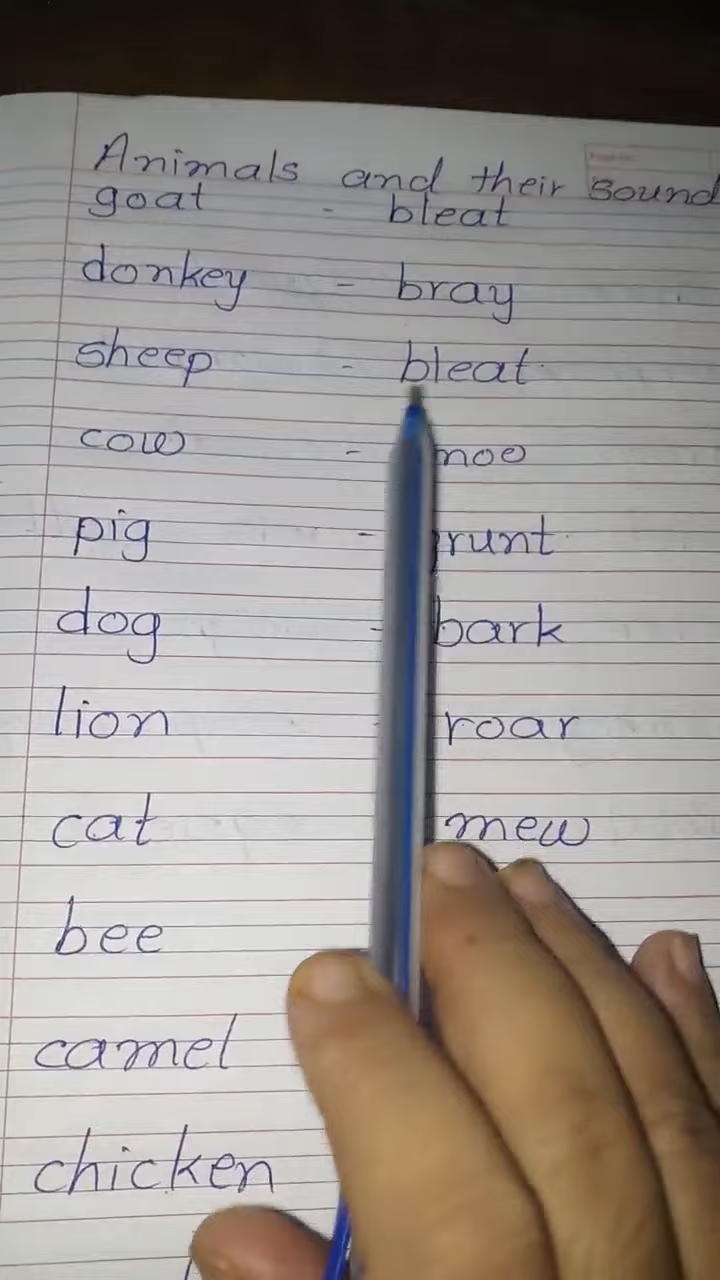 Animals and their sound
goat - bleat
donkey - bray
sheep - bleat
cow - moo
pig - grunt
dog - bark
lion - roar
cat mew
bee
camel
chicken